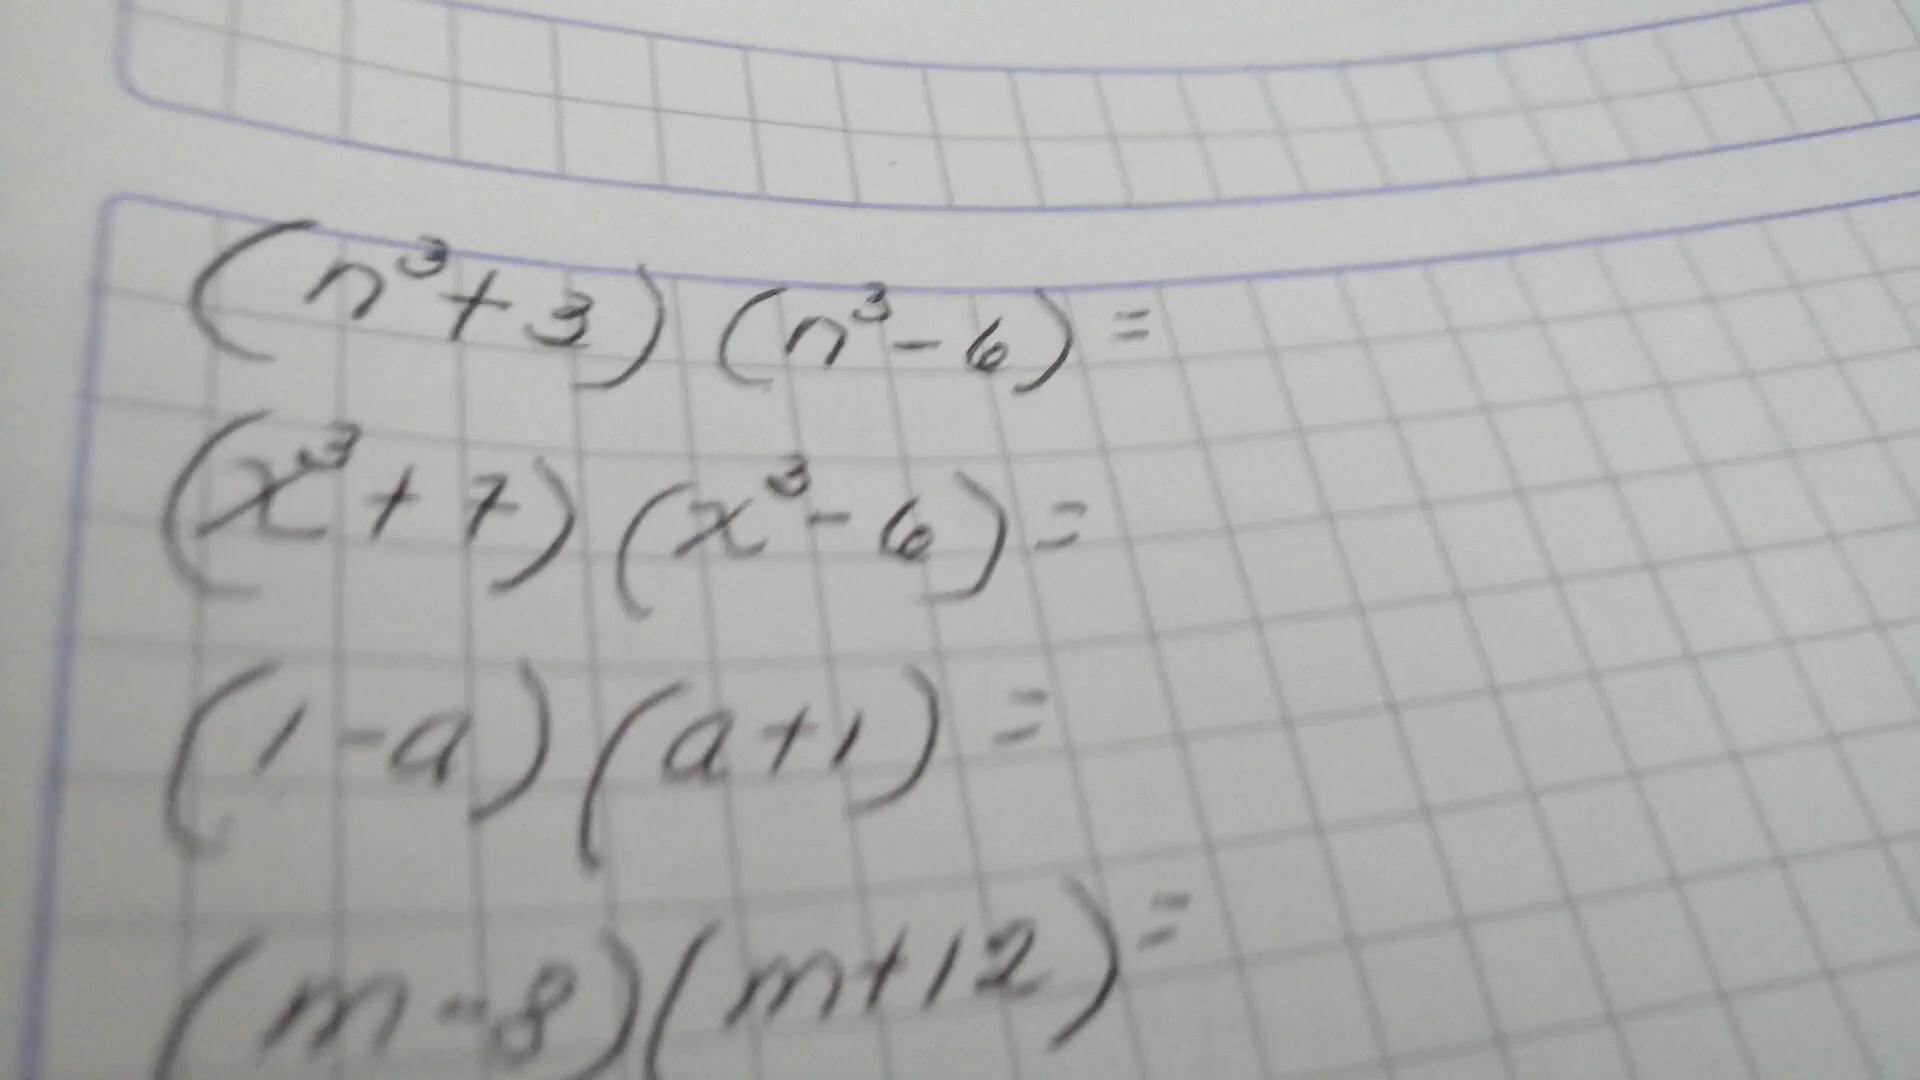 (n³+3)(n³-6)=
(x³+7)(x³-6)=
(1-a)(a+1)=
(m-8)(m+12)=